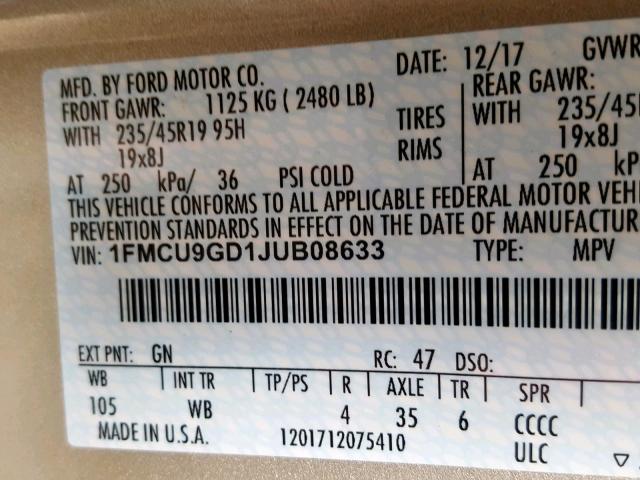 DATE: 12/17 GVWR
MFD. BY FORD MOTOR CO.
FRONT GAWR: 1125 KG ( 2480 LB) REAR GAWR:
WITH 235/45R19 95H TIRES WITH
19x8J RIMS 19x8J
AT 250 kPa/ 36 PSI COLD AT 250
THIS VEHICLE CONFORMS TO ALL APPLICABLE FEDERAL MOTOR
PREVENTION STANDARDS IN EFFECT ON THE DATE OF MANUFACTUR
VIN: 1FMCU9GD1JUB08633 TYPE: MPV
EXT PNT: GN RC: 47 DSO:
WB INT TR TP/PS R AXLE TR SPR
105 WB 4 35 6 CCCC
MADE IN U.S.A. 1201712075410 ULC